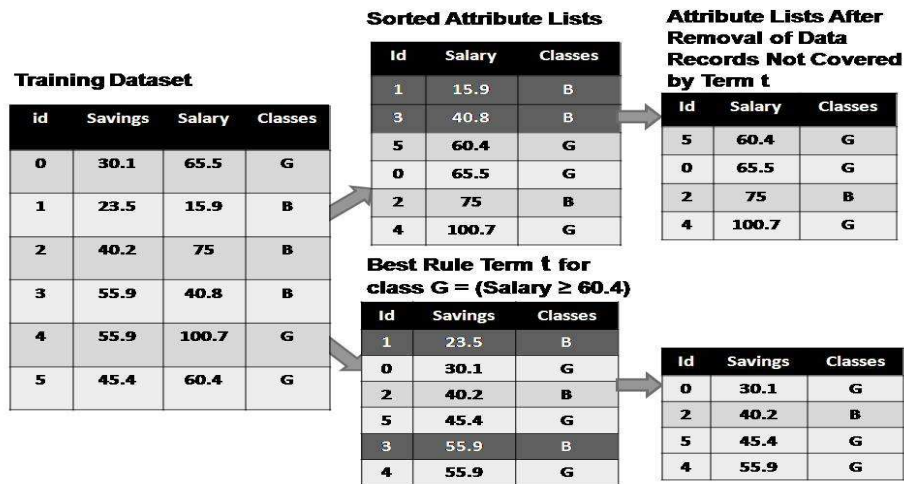 Training Dataset
id Savings Salary Classes
0 30.1 65.5 G
1 23.5 15.9 B
2 40.2 75 B
3 55.9 40.8 B
4 55.9 100.7 G
5 45.4 60.4 G
Sorted Attribute Lists
Id Salary Classes
1 15.9 B
3 40.8 B
5 60.4 G
0 65.5 G
2 75 B
4 100.7 G
Best Rule Term t for
class G = (Salary ≥ 60.4)
Id Savings Classes
1 23.5 B
0 30.1 G
2 40.2 B
5 45.4 G
3 55.9 B
4 55.9 G
Attribute Lists After
Removal of Data
Records Not Covered
by Term t
Id Salary Classes
5 60.4 G
0 65.5 G
2 75 B
4 100.7 G
Id Savings Classes
0 30.1 G
2 40.2 B
5 45.4 G
4 55.9 G